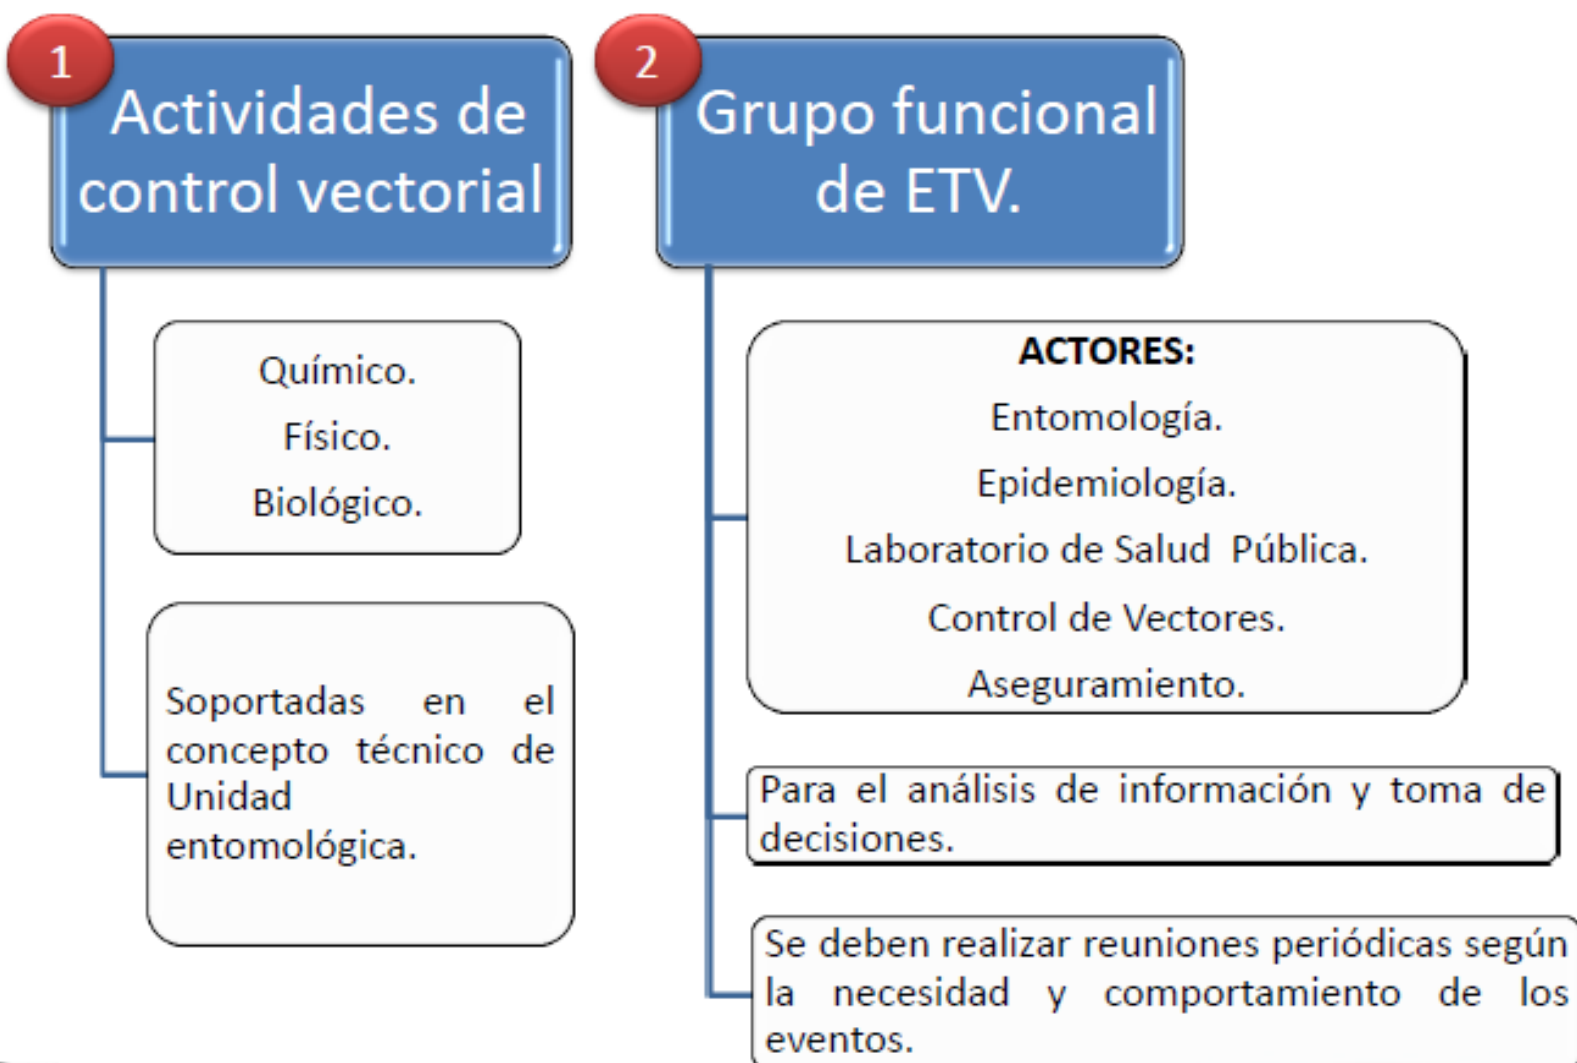 1
Actividades de
control vectorial
Químico.
Físico.
Biológico.
Soportadas en el
concepto técnico de
Unidad
entomológica.
2
Grupo funcional
de ETV.
ACTORES:
Entomología.
Epidemiología.
Laboratorio de Salud Pública.
Control de Vectores.
Aseguramiento.
Para el análisis de información y toma de
decisiones.
Se deben realizar reuniones periódicas según
la necesidad y comportamiento de los
eventos.